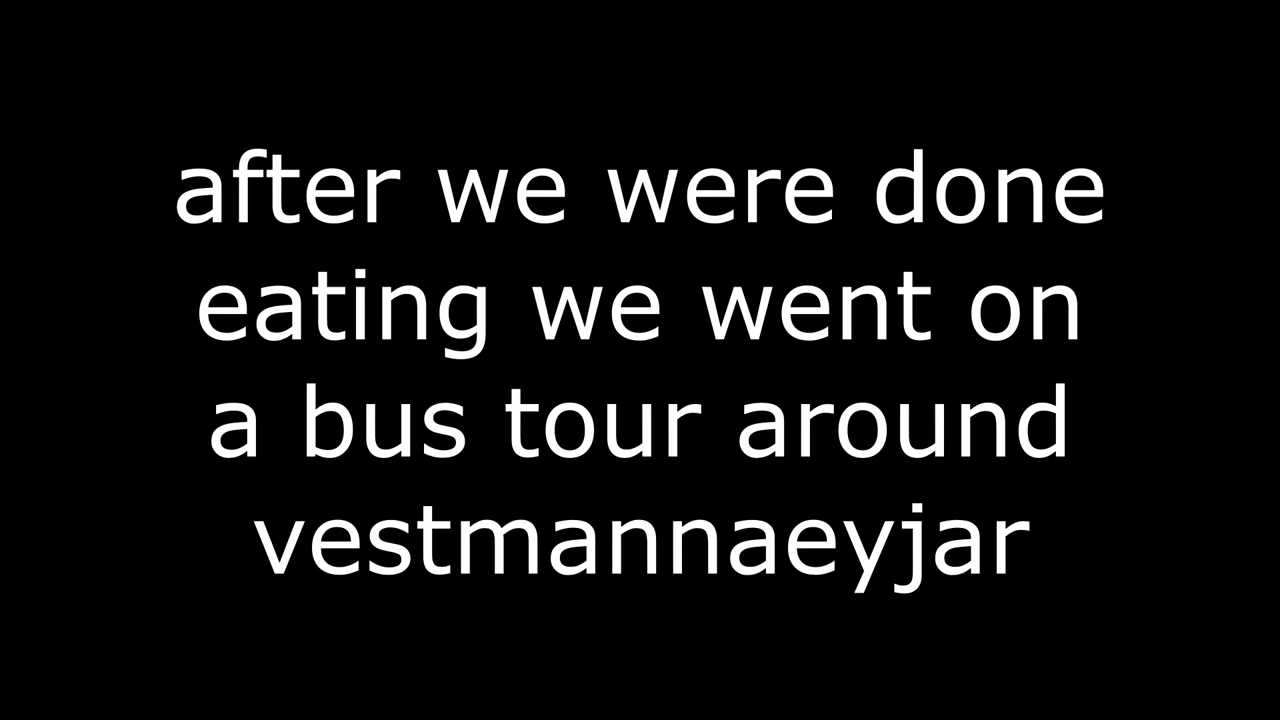 after we were done
eating we went on
a bus tour around
vestmannaeyjar